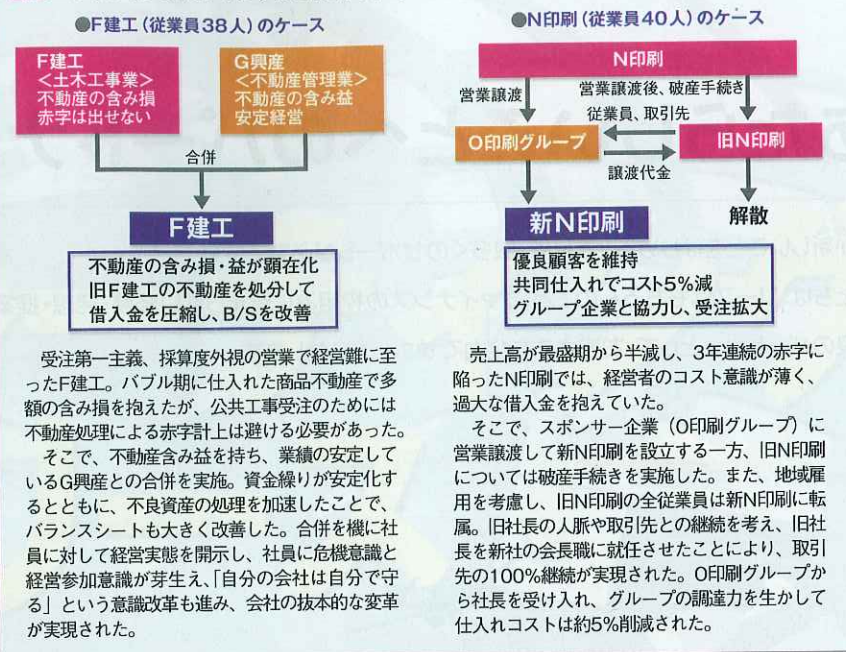 ●F建工(従業員38人)のケース
F建工
<土木工事業>
不動産の含み損
赤字は出せない
G興産
<不動産管理業>
不動産の含み益
安定経営
合併
F建工
不動産の含み損・益が顕在化
旧F建工の不動産を処分して
借入金を圧縮し、B/Sを改善
受注第一主義、採算度外視の営業で経営難に至
ったF建工。バブル期に仕入れた商品不動産で多
額の含み損を抱えたが、公共工事受注のためには
不動産処理による赤字計上は避ける必要があった。
そこで、不動産含み益を持ち、業績の安定して
いるG興産との合併を実施。資金繰りが安定化す
るとともに、不良資産の処理を加速したことで、
バランスシートも大きく改善した。合併を機に社
員に対して経営実態を開示し、社員に危機意識と
経営参加意識が芽生え、「自分の会社は自分で守
る」という意識改革も進み、会社の抜本的な変革
が実現された。
●N印刷(従業員40人)のケース
N印刷
営業譲渡
営業譲渡後、破産手続き
従業員、取引先
O印刷グループ
旧N印刷
譲渡代金
新N印刷
解散
優良顧客を維持
共同仕入れでコスト5%減
グループ企業と協力し、受注拡大
売上高が最盛期から半減し、3年連続の赤字に
陥ったN印刷では、経営者のコスト意識が薄く、
過大な借入金を抱えていた。
そこで、スポンサー企業(O印刷グループ)に
営業譲渡して新N印刷を設立する一方、旧N印刷
については破産手続きを実施した。また、地域雇
用を考慮し、旧N印刷の全従業員は新N印刷に転
属。旧社長の人脈や取引先との継続を考え、旧社
長を新社の会長職に就任させたことにより、取引
先の100%継続が実現された。O印刷グループか
ら社長を受け入れ、グループの調達力を生かして
仕入れコストは約5%削減された。